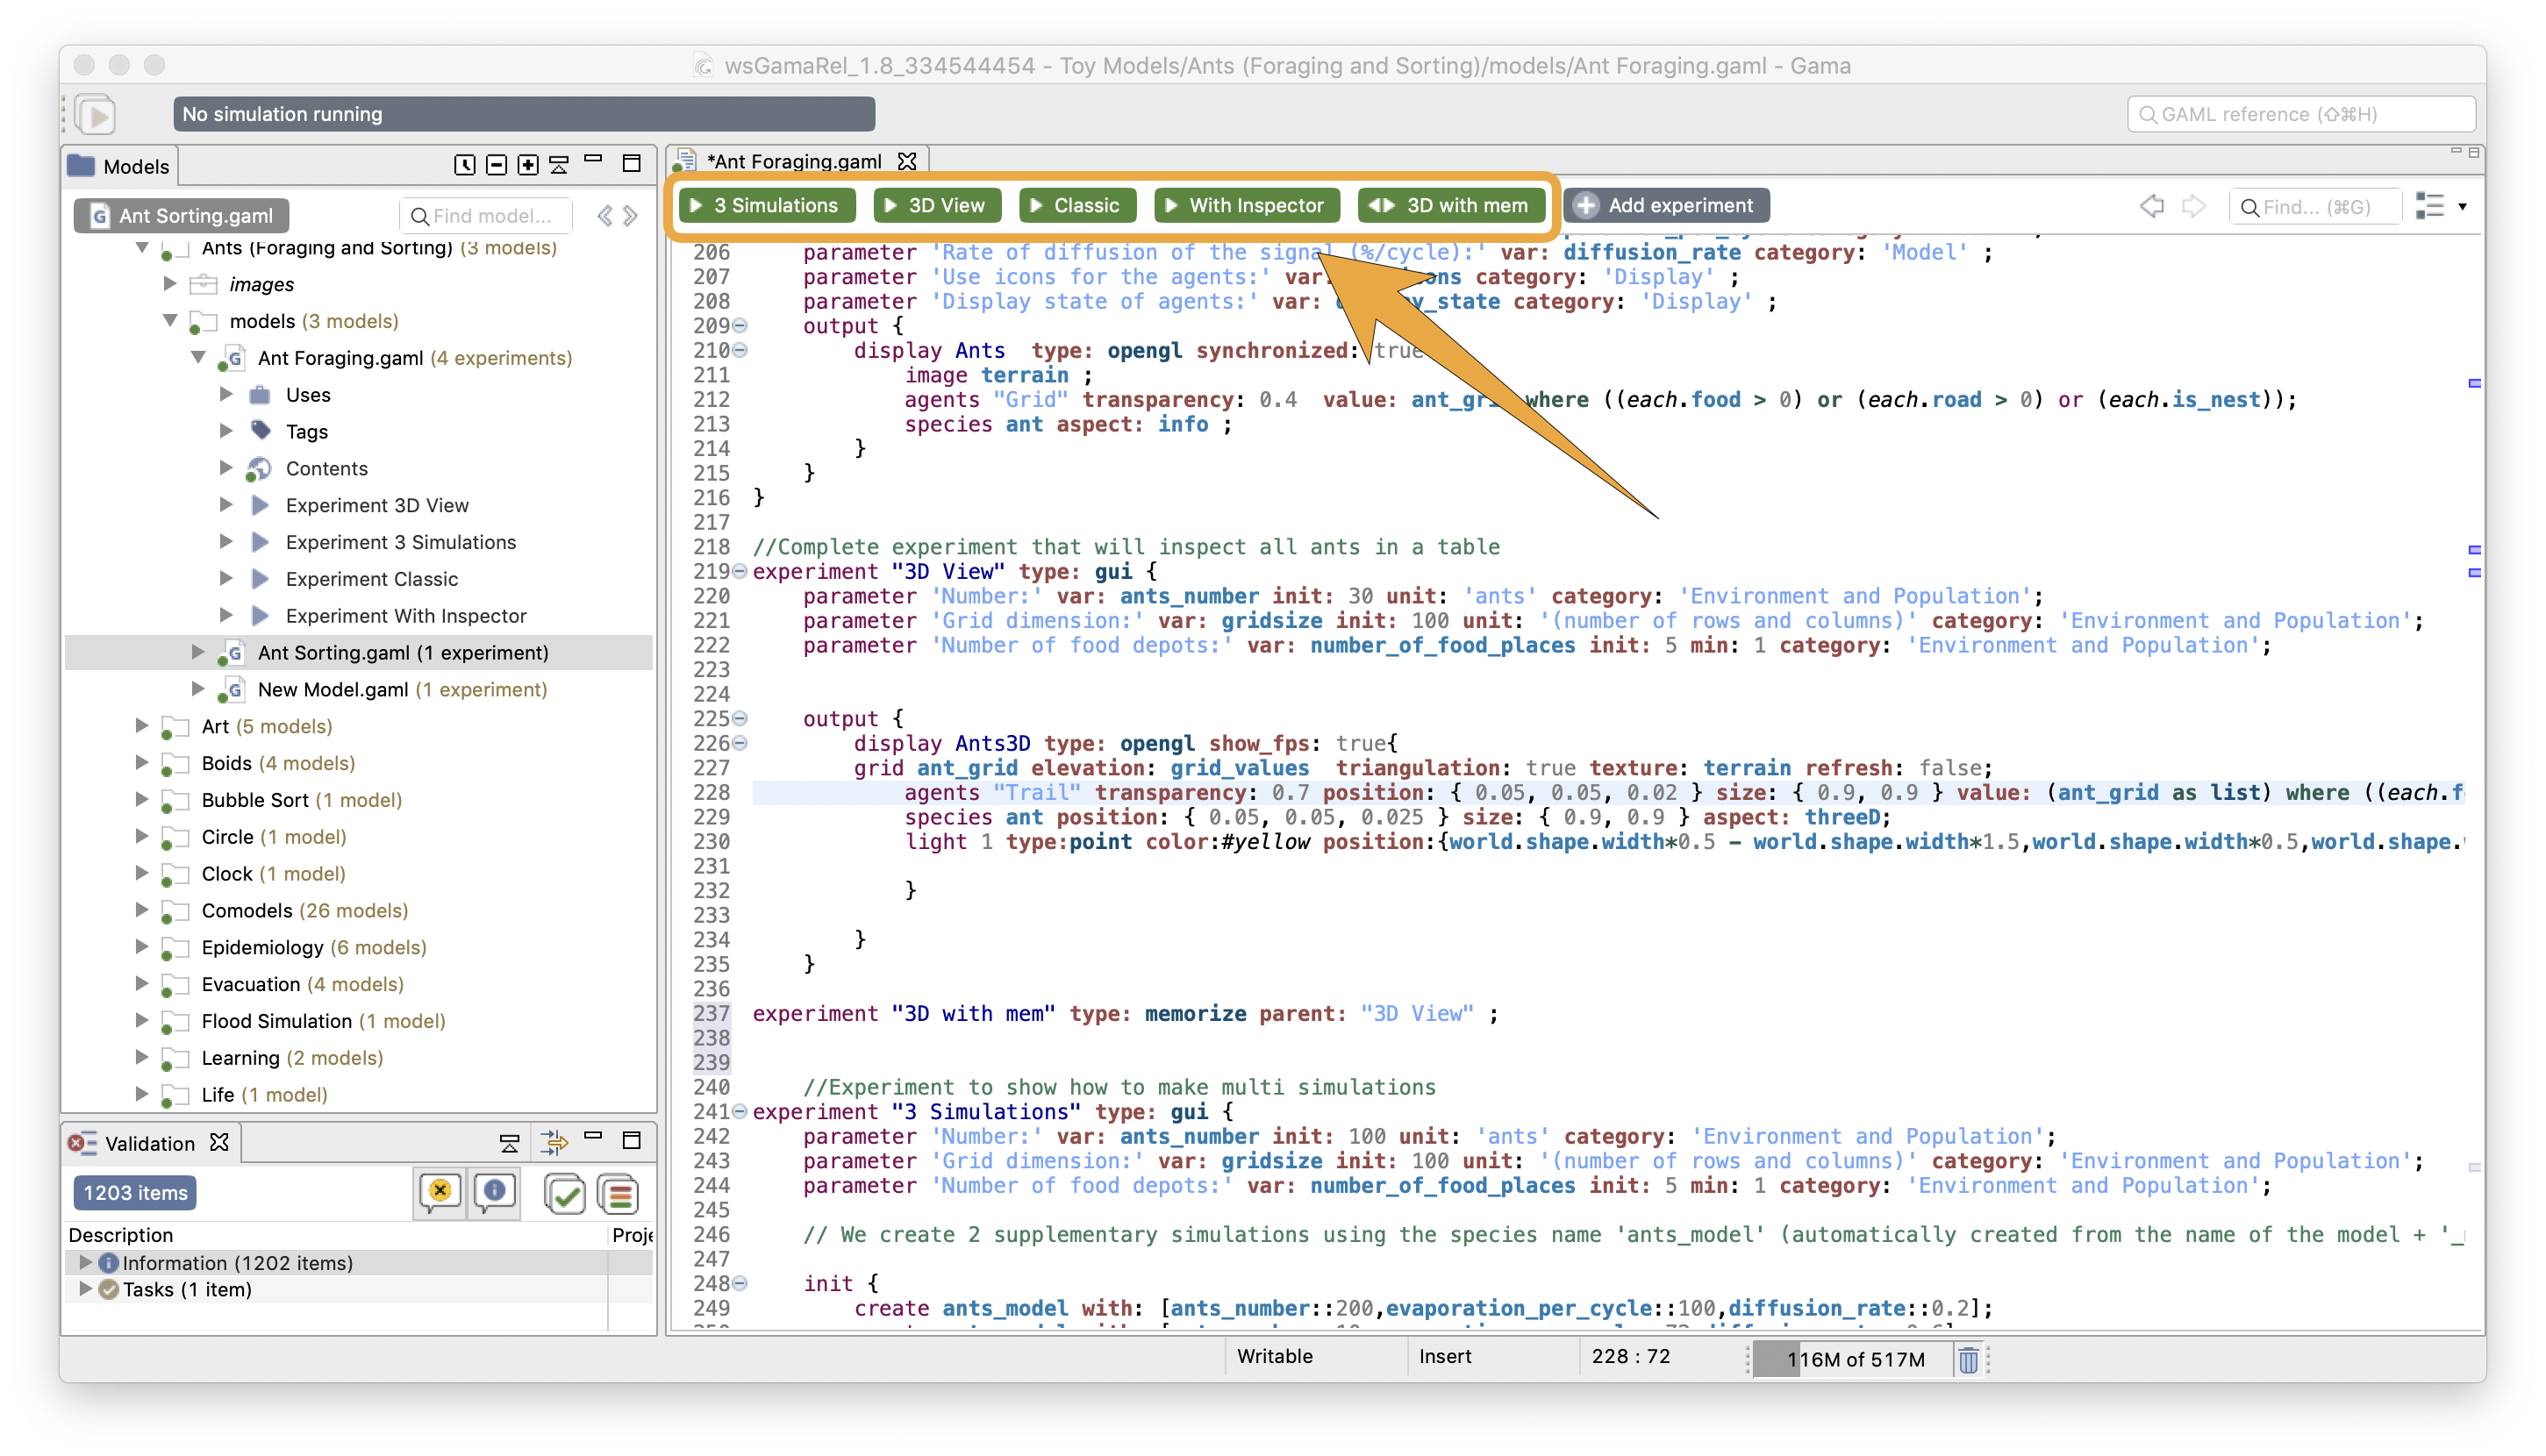 wsGamaRel_1.8_334544454 - Toy Models/Ants (Foraging and Sorting)/models/Ant Foraging.gaml - Gama
No simulation running
GAML reference (⇧⌘H)
Models
Ant Sorting.gaml
Find model...
Ants (Foraging and Sorting) (3 models)
images
models (3 models)
Ant Foraging.gaml (4 experiments)
Uses
Tags
Contents
Experiment 3D View
Experiment 3 Simulations
Experiment Classic
Experiment With Inspector
Ant Sorting.gaml (1 experiment)
New Model.gaml (1 experiment)
Art (5 models)
Boids (4 models)
Bubble Sort (1 model)
Circle (1 model)
Clock (1 model)
Comodels (26 models)
Epidemiology (6 models)
Evacuation (4 models)
Flood Simulation (1 model)
Learning (2 models)
Life (1 model)
Validation
1203 items
Description Proje
Information (1202 items)
Tasks (1 item)
*Ant Foraging.gaml
3 Simulations 3D View Classic With Inspector 3D with mem Add experiment
Find... (⌘G)
206 parameter 'Rate of diffusion of the signal (%/cycle):' var: diffusion_rate category: 'Model' ;
207 parameter 'Use icons for the agents:' var: category: 'Display' ;
208 parameter 'Display state of agents:' var: category: 'Display' ;
209 output {
210 display Ants type: opengl synchronized: true
211 image terrain ;
212 agents "Grid" transparency: 0.4 value: where ((each.food > 0) or (each.road > 0) or (each.is_nest));
213 species ant aspect: info ;
214 }
215 }
216 }
217
218 //Complete experiment that will inspect all ants in a table
219 experiment "3D View" type: gui {
220 parameter 'Number:' var: ants_number init: 30 unit: 'ants' category: 'Environment and Population';
221 parameter 'Grid dimension:' var: gridsize init: 100 unit: '(number of rows and columns)' category: 'Environment and Population';
222 parameter 'Number of food depots:' var: number_of_food_places init: 5 min: 1 category: 'Environment and Population';
223
224
225 output {
226 display Ants3D type: opengl show_fps: true{
227 grid ant_grid elevation: grid_values triangulation: true texture: terrain refresh: false;
228 agents "Trail" transparency: 0.7 position: { 0.05, 0.05, 0.02 } size: { 0.9, 0.9 } value: (ant_grid as list) where ((each.f
229 species ant position: { 0.05, 0.05, 0.025 } size: { 0.9, 0.9 } aspect: threeD;
230 light 1 type:point color:#yellow position:{world.shape.width*0.5 - world.shape.width*1.5,world.shape.width*0.5,world.shape.
231
232 }
233
234 }
235 }
236
237 experiment "3D with mem" type: memorize parent: "3D View" ;
238
239
240 //Experiment to show how to make multi simulations
241 experiment "3 Simulations" type: gui {
242 parameter 'Number:' var: ants_number init: 100 unit: 'ants' category: 'Environment and Population';
243 parameter 'Grid dimension:' var: gridsize init: 100 unit: '(number of rows and columns)' category: 'Environment and Population';
244 parameter 'Number of food depots:' var: number_of_food_places init: 5 min: 1 category: 'Environment and Population';
245
246 // We create 2 supplementary simulations using the species name 'ants_model' (automatically created from the name of the model + '_
247
248 init {
249 create ants_model with: [ants_number::200,evaporation_per_cycle::100,diffusion_rate::0.2];
Writable Insert 228 : 72 116M of 517M